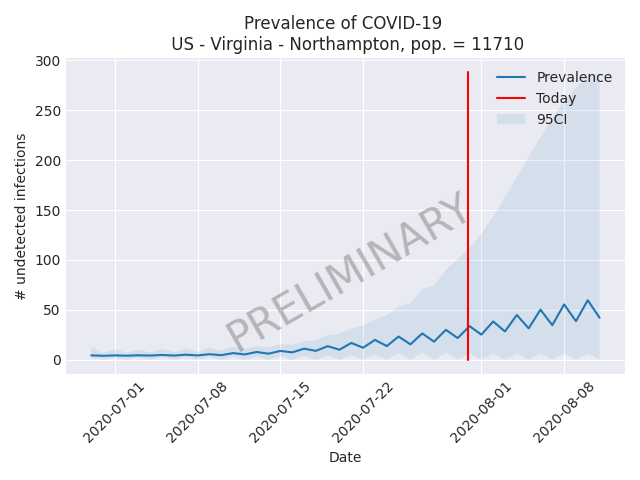 Prevalence of COVID-19
US - Virginia - Northampton, pop. = 11710
300
250
200
150
100
50
0
# undetected infections
Prevalence
Today
95CI
PRELIMINARY
2020-07-01
2020-07-08
2020-07-15
2020-07-22
2020-08-01
2020-08-08
Date